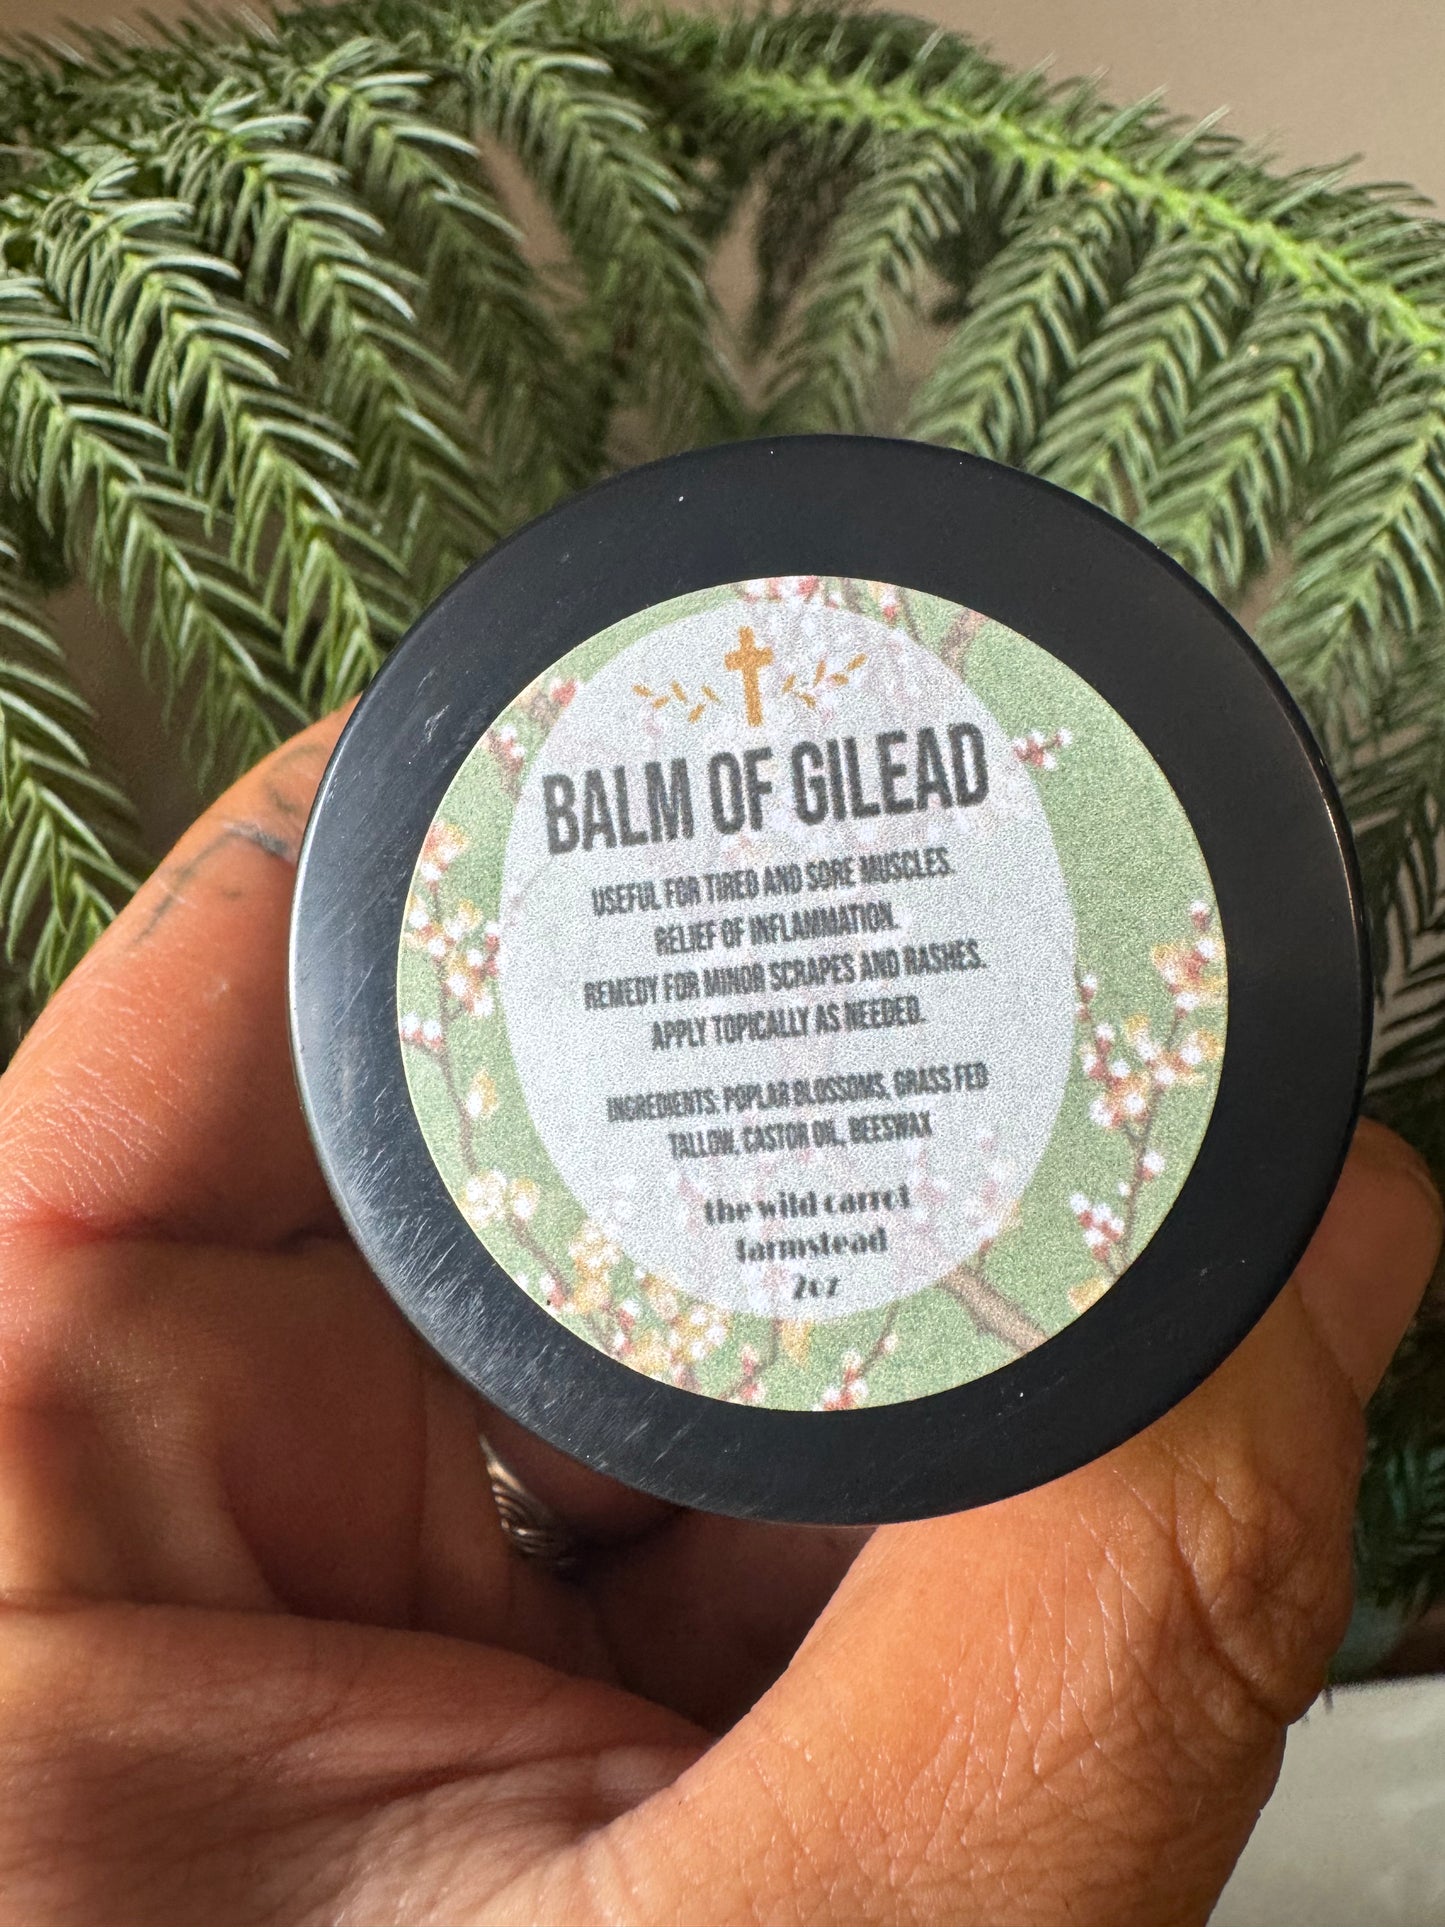 BALM OF GILEAD
USEFUL FOR TIRED AND SORE MUSCLES.
RELIEF OF INFLAMMATION.
REMEDY FOR MINOR SCRAPES AND RASHES.
APPLY TOPICALLY AS NEEDED.
INGREDIENTS: POPLAR BLOSSOMS, GRASS FED
TALLOW, CASTOR OIL, BEESWAX
the wild carrot
farmstead
2oz